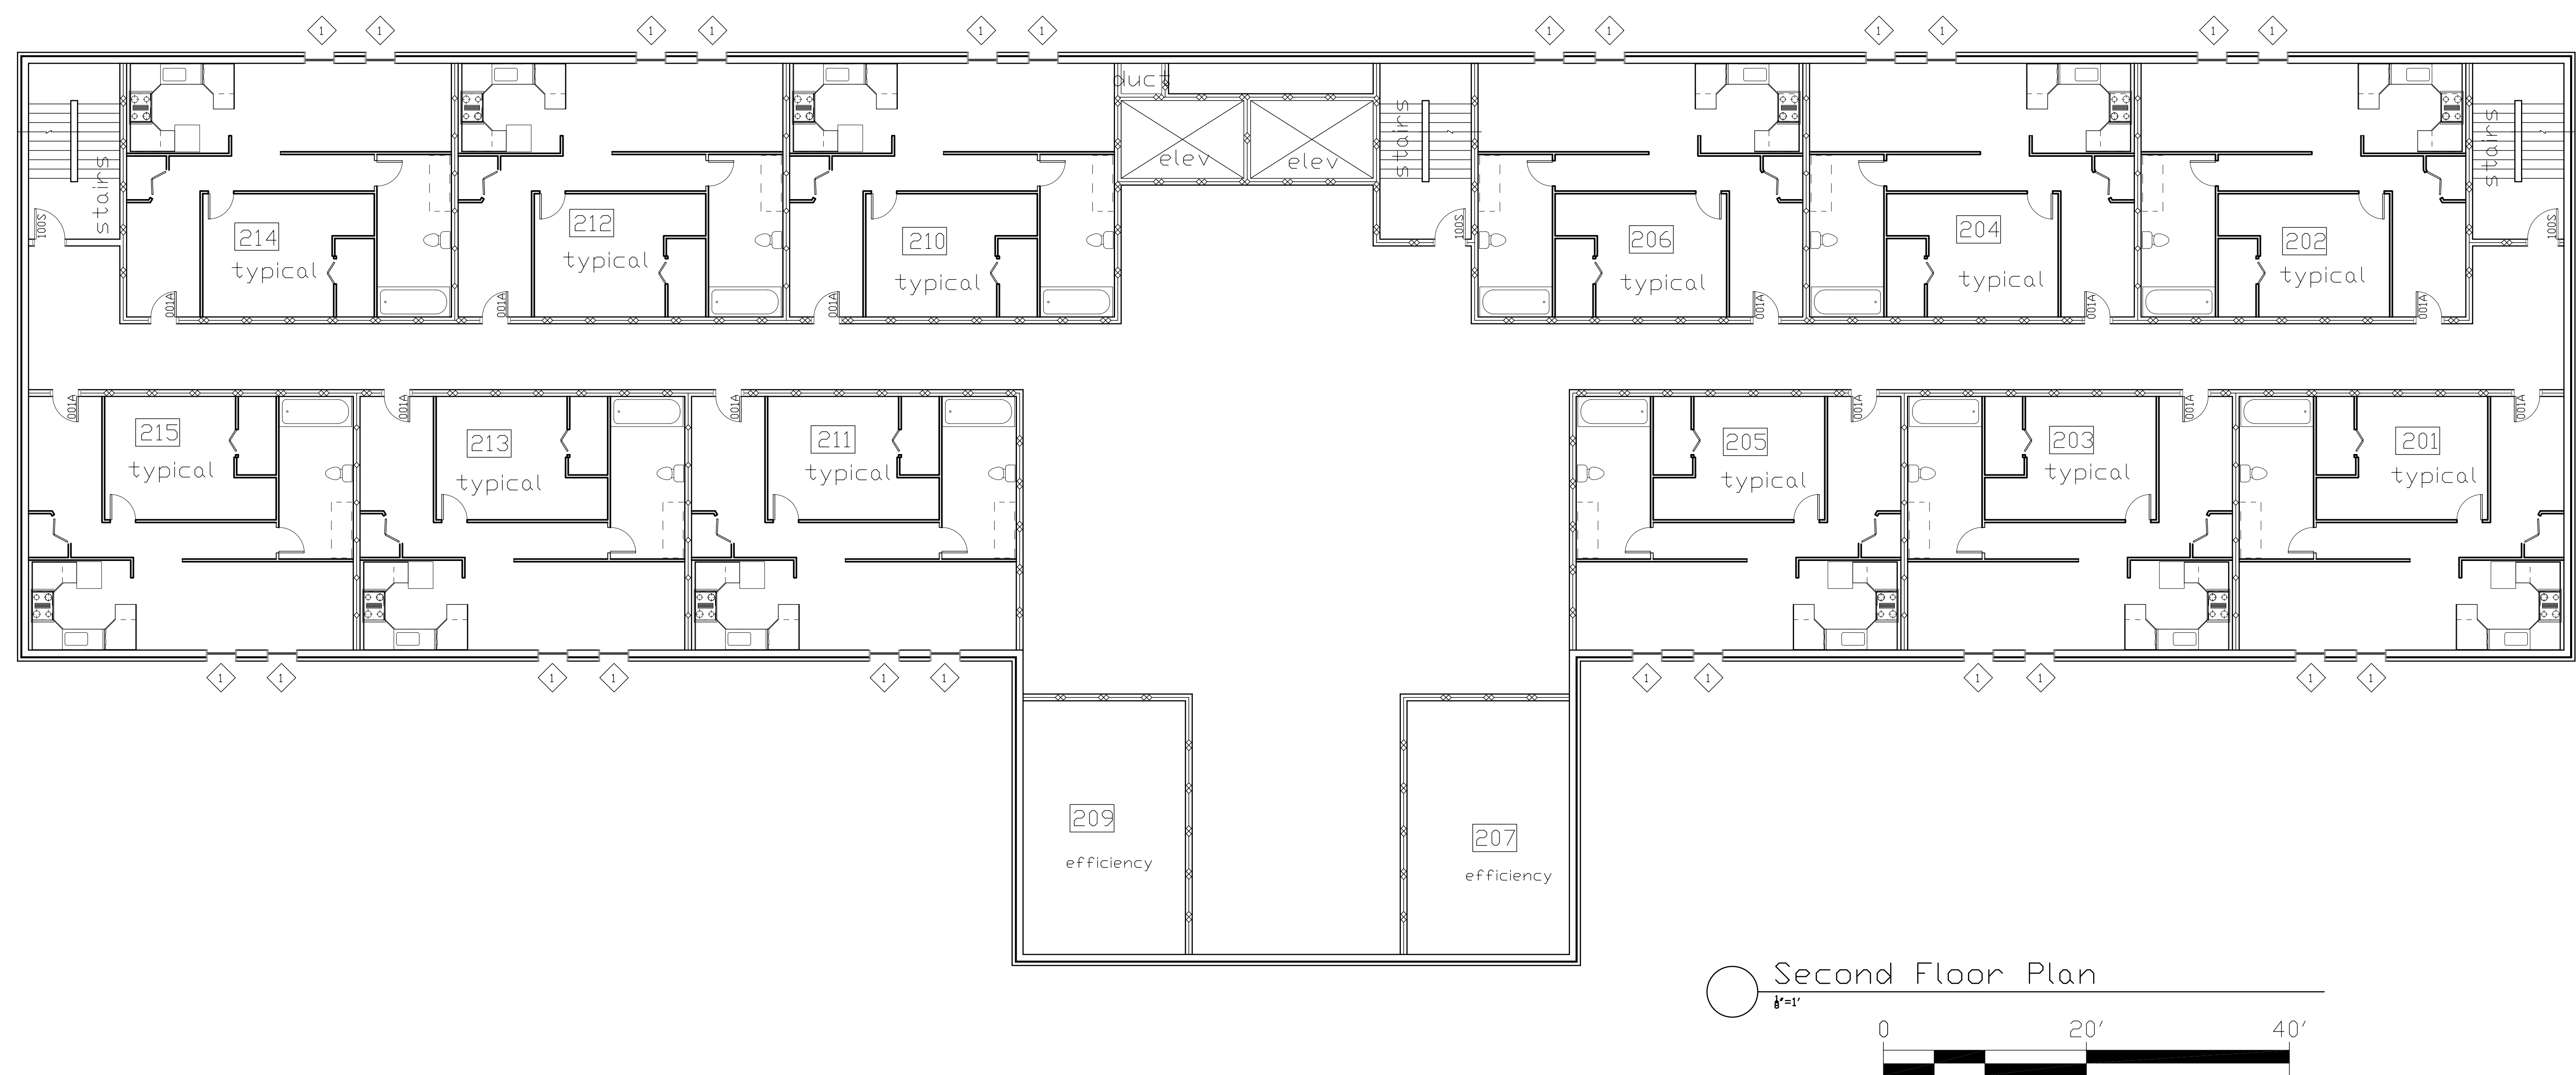 1 1 1 1 1 1 1 1 1 1 1 1
duct
elev elev
stairs stairs stairs
100S 100S 100S
214 212 210 206 204 202
typical typical typical typical typical typical
001A 001A 001A 001A 001A 001A
001A 001A 001A 001A 001A 001A
215 213 211 205 203 201
typical typical typical typical typical typical
1 1 1 1 1 1 1 1 1 1 1 1
209 207
efficiency efficiency
Second Floor Plan
1/8"=1'
0 20' 40'